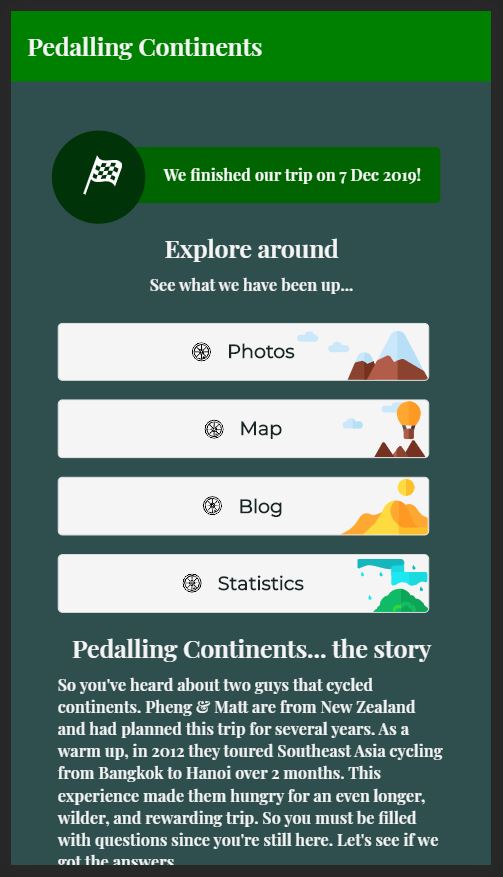 Pedalling Continents
We finished our trip on 7 Dec 2019!
Explore around
See what we have been up...
Photos
Map
Blog
Statistics
Pedalling Continents... the story
So you've heard about two guys that cycled
continents. Pheng & Matt are from New Zealand
and had planned this trip for several years. As a
warm up, in 2012 they toured Southeast Asia cycling
from Bangkok to Hanoi over 2 months. This
experience made them hungry for an even longer,
wilder, and rewarding trip. So you must be filled
with questions since you're still here. Let's see if we
got the answers